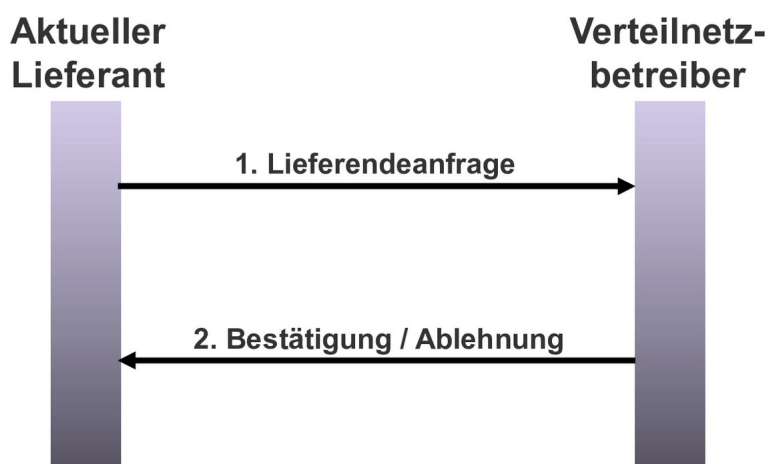 Aktueller
Lieferant
Verteilnetz-
betreiber
1. Lieferendeanfrage
2. Bestätigung / Ablehnung